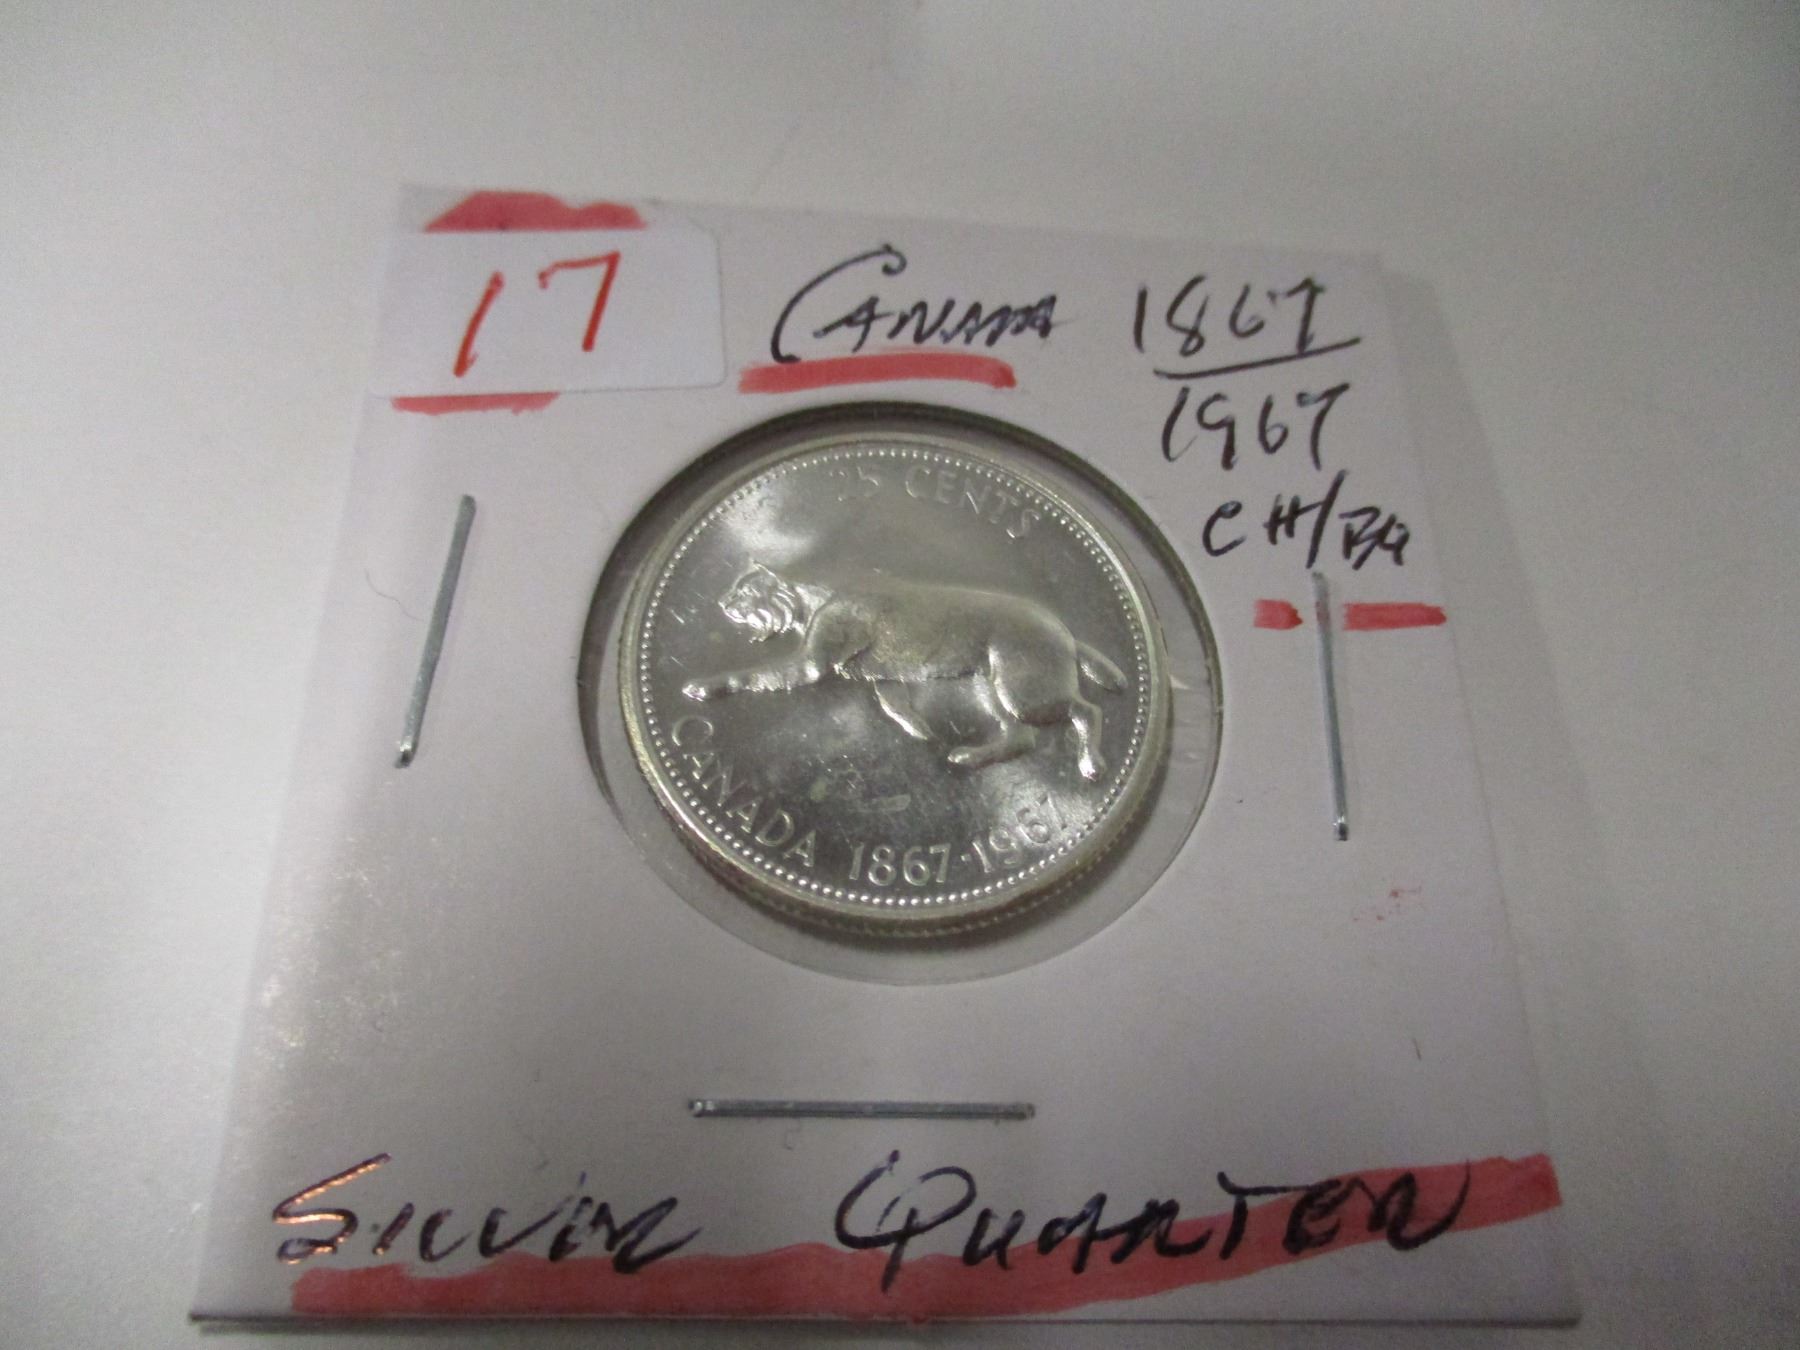 17
CANADA 1867
1967
CH/BU
25 CENTS
CANADA 1867·1967
SILVER QUARTER